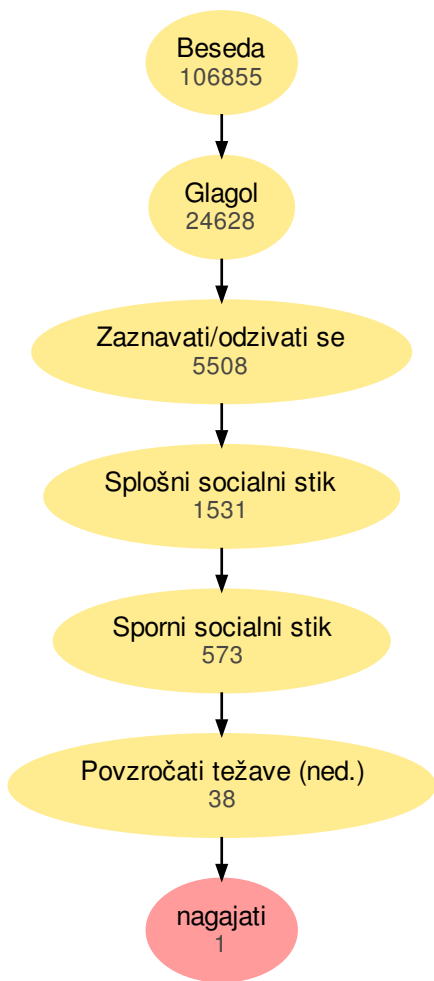 Beseda
106855
Glagol
24628
Zaznavati/odzivati se
5508
Splošni socialni stik
1531
Sporni socialni stik
573
Povzročati težave (ned.)
38
nagajati
1